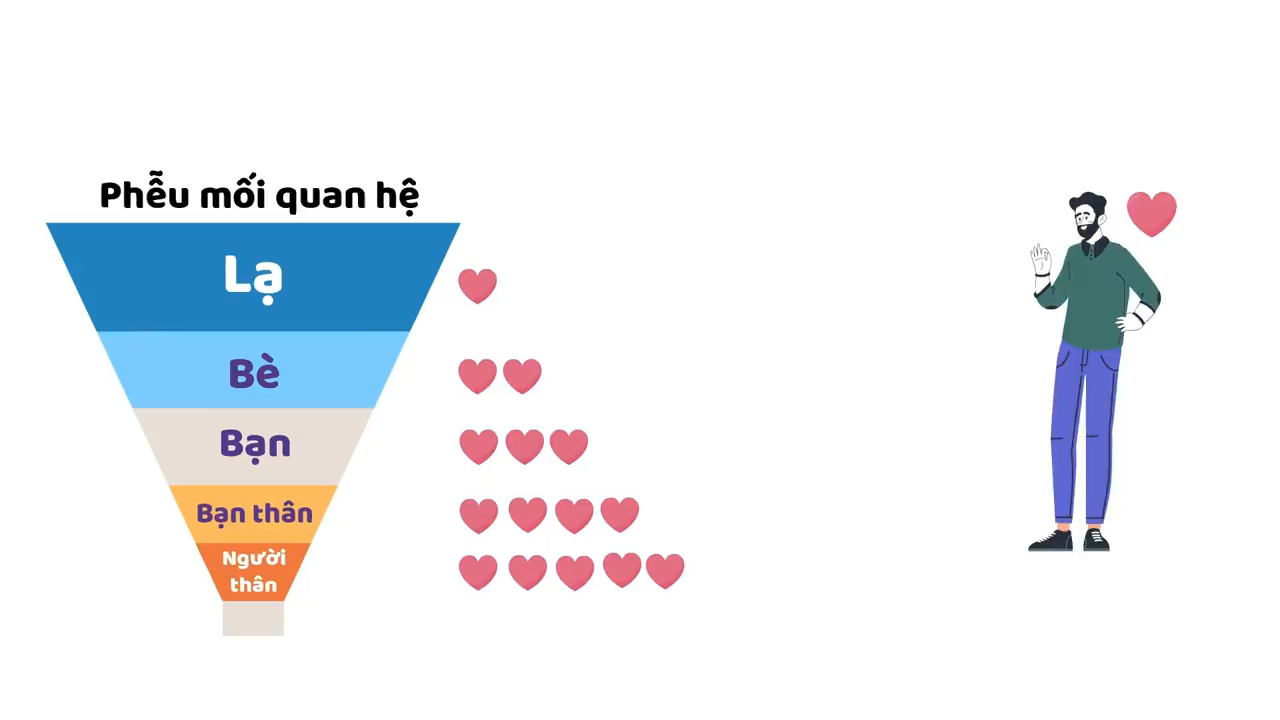 Phễu mối quan hệ
Lạ
Bè
Bạn
Bạn thân
Người
thân